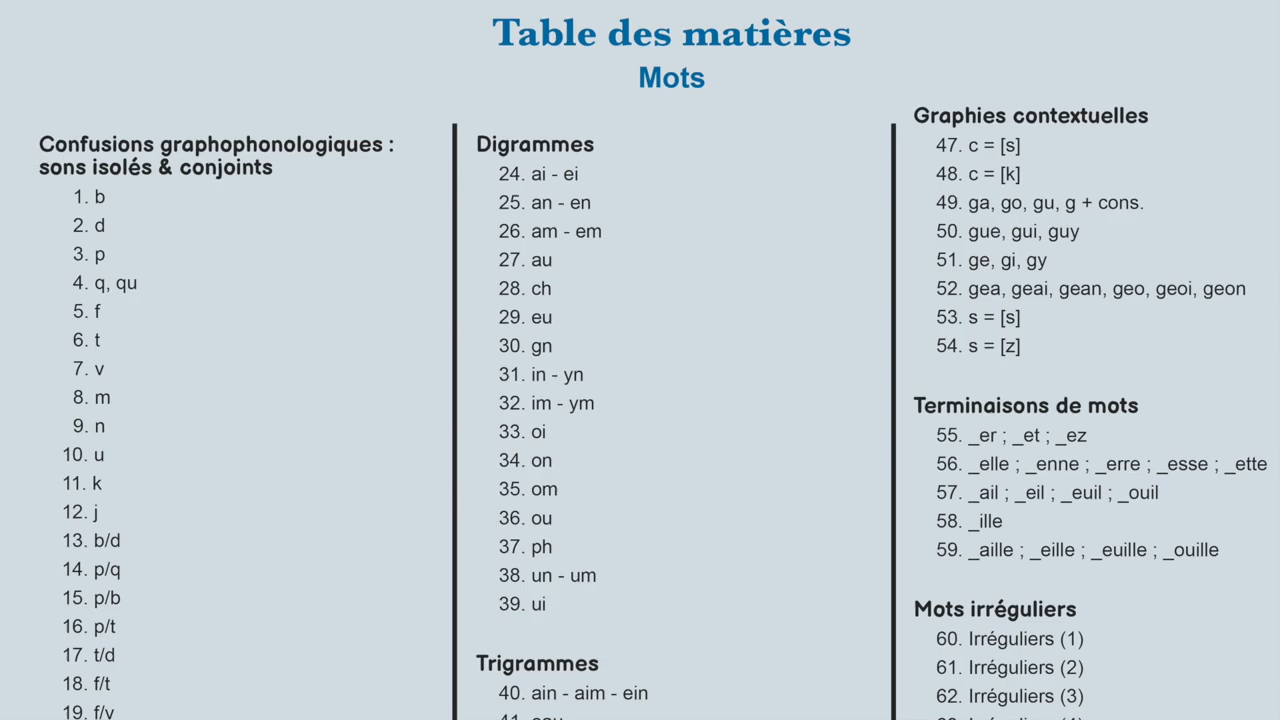 Table des matières
Mots
Confusions graphophonologiques :
sons isolés & conjoints
1. b
2. d
3. p
4. q, qu
5. f
6. t
7. v
8. m
9. n
10. u
11. k
12. j
13. b/d
14. p/q
15. p/b
16. p/t
17. t/d
18. f/t
19. f/v
Digrammes
24. ai - ei
25. an - en
26. am - em
27. au
28. ch
29. eu
30. gn
31. in - yn
32. im - ym
33. oi
34. on
35. om
36. ou
37. ph
38. un - um
39. ui
Trigrammes
40. ain - aim - ein
Graphies contextuelles
47. c = [s]
48. c = [k]
49. ga, go, gu, g + cons.
50. gue, gui, guy
51. ge, gi, gy
52. gea, geai, gean, geo, geoi, geon
53. s = [s]
54. s = [z]
Terminaisons de mots
55. _er ; _et ; _ez
56. _elle ; _enne ; _erre ; _esse ; _ette
57. _ail ; _eil ; _euil ; _ouil
58. _ille
59. _aille ; _eille ; _euille ; _ouille
Mots irréguliers
60. Irréguliers (1)
61. Irréguliers (2)
62. Irréguliers (3)